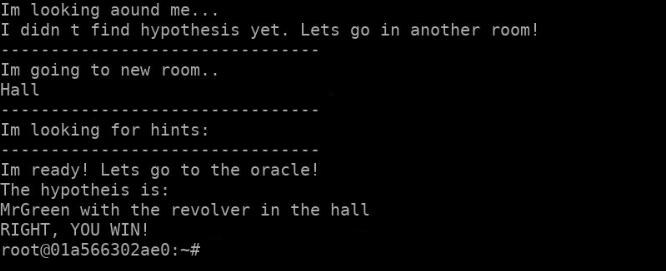 Im looking aound me...
I didn t find hypothesis yet. Lets go in another room!
--------------------------------
Im going to new room..
Hall
--------------------------------
Im looking for hints:
--------------------------------
Im ready! Lets go to the oracle!
The hypotheis is:
MrGreen with the revolver in the hall
RIGHT, YOU WIN!
root@01a566302ae0:~#